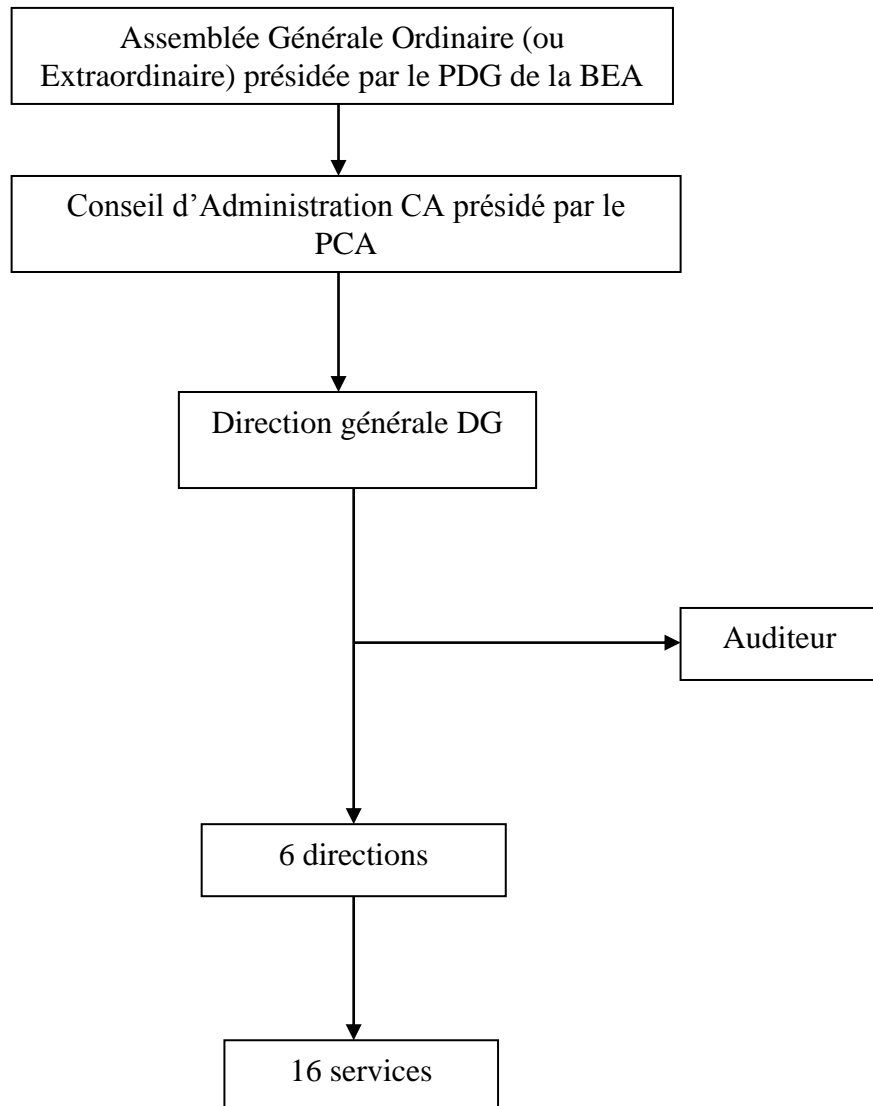 Assemblée Générale Ordinaire (ou
Extraordinaire) présidée par le PDG de la BEA
Conseil d’Administration CA présidé par le
PCA
Direction générale DG
Auditeur
6 directions
16 services